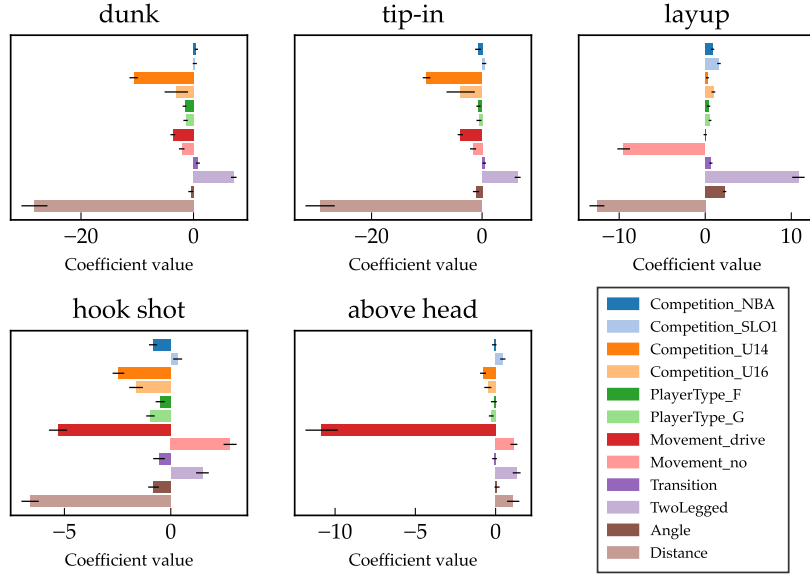 dunk
tip-in
layup
−20 0
−20 0
−10 0 10
Coefficient value
Coefficient value
Coefficient value
hook shot
above head
−5 0
−10 −5 0
Coefficient value
Coefficient value
Competition_NBA
Competition_SLO1
Competition_U14
Competition_U16
PlayerType_F
PlayerType_G
Movement_drive
Movement_no
Transition
TwoLegged
Angle
Distance